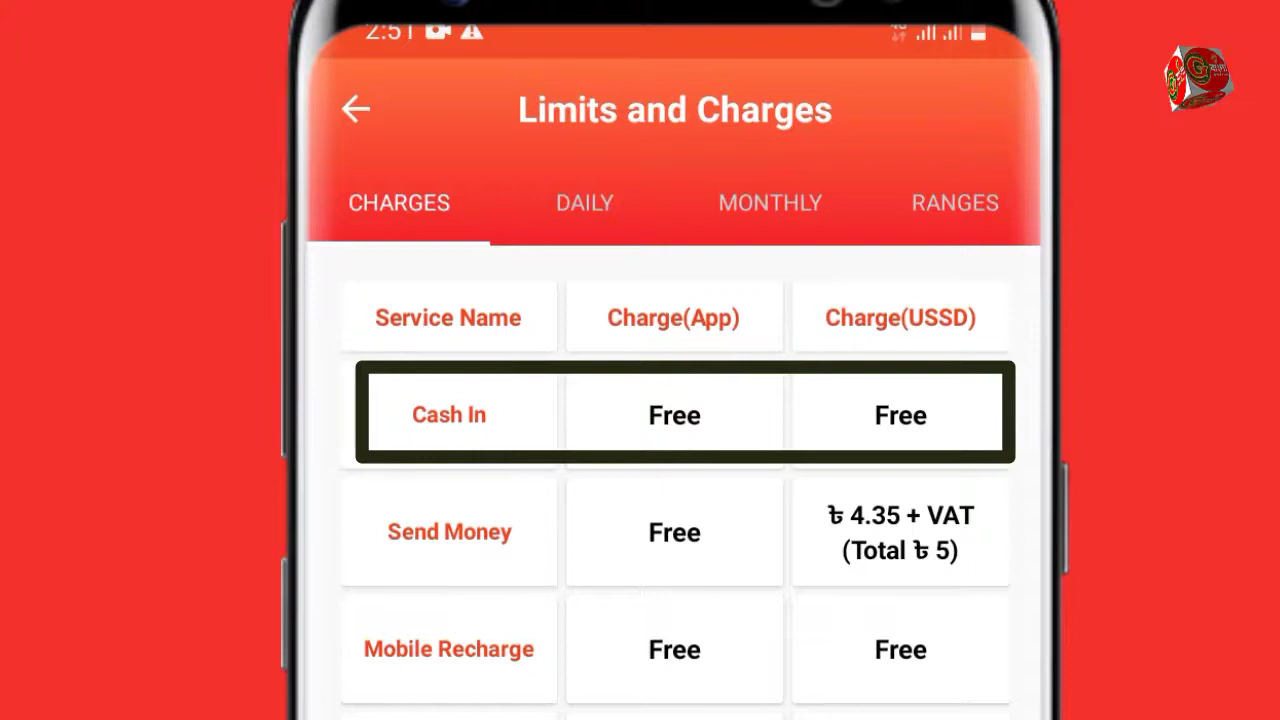 2:51
Limits and Charges
CHARGES DAILY MONTHLY RANGES
Service Name Charge(App) Charge(USSD)
Cash In Free Free
Send Money Free ৳ 4.35 + VAT
(Total ৳ 5)
Mobile Recharge Free Free